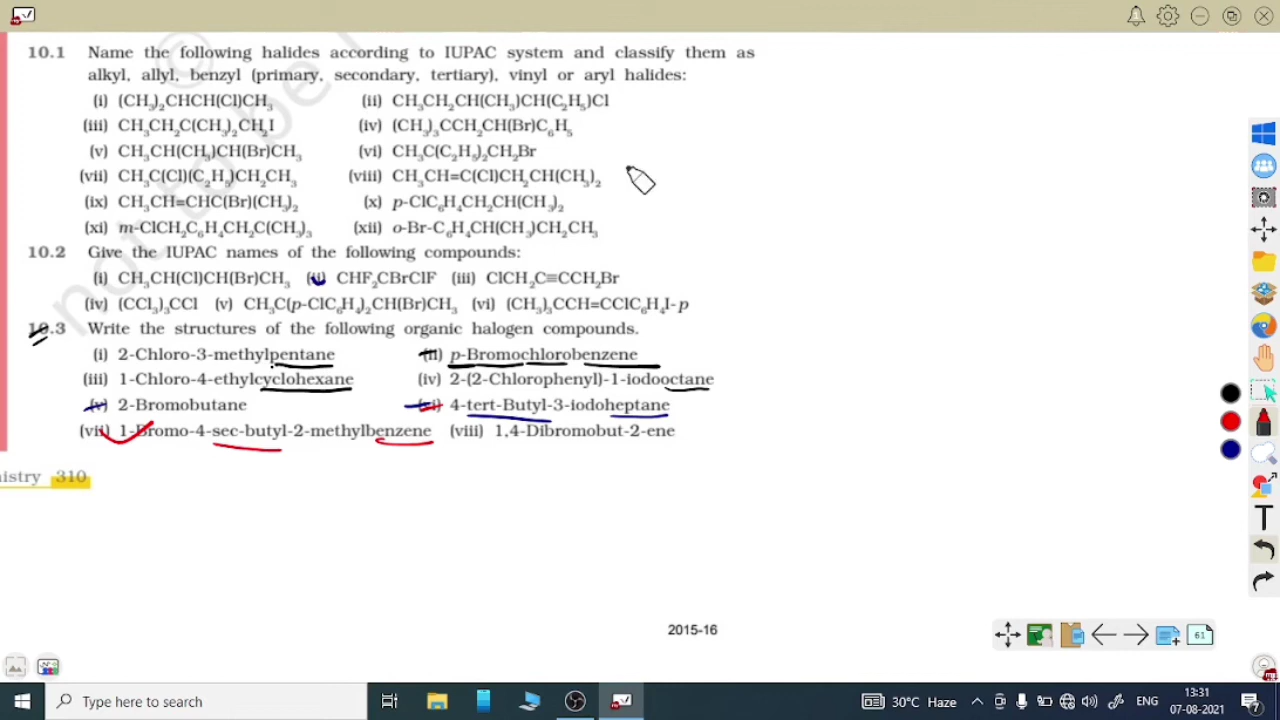 10.1 Name the following halides according to IUPAC system and classify them as
alkyl, allyl, benzyl (primary, secondary, tertiary), vinyl or aryl halides:
(i) (CH₃)₂CHCH(Cl)CH₃ (ii) CH₃CH₂CH(CH₃)CH(C₂H₅)Cl
(iii) CH₃CH₂C(CH₃)₂CH₂I (iv) (CH₃)₃CCH₂CH(Br)C₆H₅
(v) CH₃CH(CH₃)CH(Br)CH₃ (vi) CH₃C(C₂H₅)₂CH₂Br
(vii) CH₃C(Cl)(C₂H₅)CH₂CH₃ (viii) CH₃CH=C(Cl)CH₂CH(CH₃)₂
(ix) CH₃CH=CHC(Br)(CH₃)₂ (x) p-ClC₆H₄CH₂CH(CH₃)₂
(xi) m-ClCH₂C₆H₄CH₂C(CH₃)₃ (xii) o-Br-C₆H₄CH(CH₃)CH₂CH₃
10.2 Give the IUPAC names of the following compounds:
(i) CH₃CH(Cl)CH(Br)CH₃ (ii) CHF₂CBrClF (iii) ClCH₂C≡CCH₂Br
(iv) (CCl₃)₃CCl (v) CH₃C(p-ClC₆H₄)₂CH(Br)CH₃ (vi) (CH₃)₃CCH=CClC₆H₄I-p
10.3 Write the structures of the following organic halogen compounds.
(i) 2-Chloro-3-methylpentane (ii) p-Bromochlorobenzene
(iii) 1-Chloro-4-ethylcyclohexane (iv) 2-(2-Chlorophenyl)-1-iodooctane
(v) 2-Bromobutane (vi) 4-tert-Butyl-3-iodoheptane
(vii) 1-Bromo-4-sec-butyl-2-methylbenzene (viii) 1,4-Dibromobut-2-ene
istry 310
not to be
©
2015-16
T
61
Type here to search
30°C Haze
ENG
13:31
07-08-2021
7